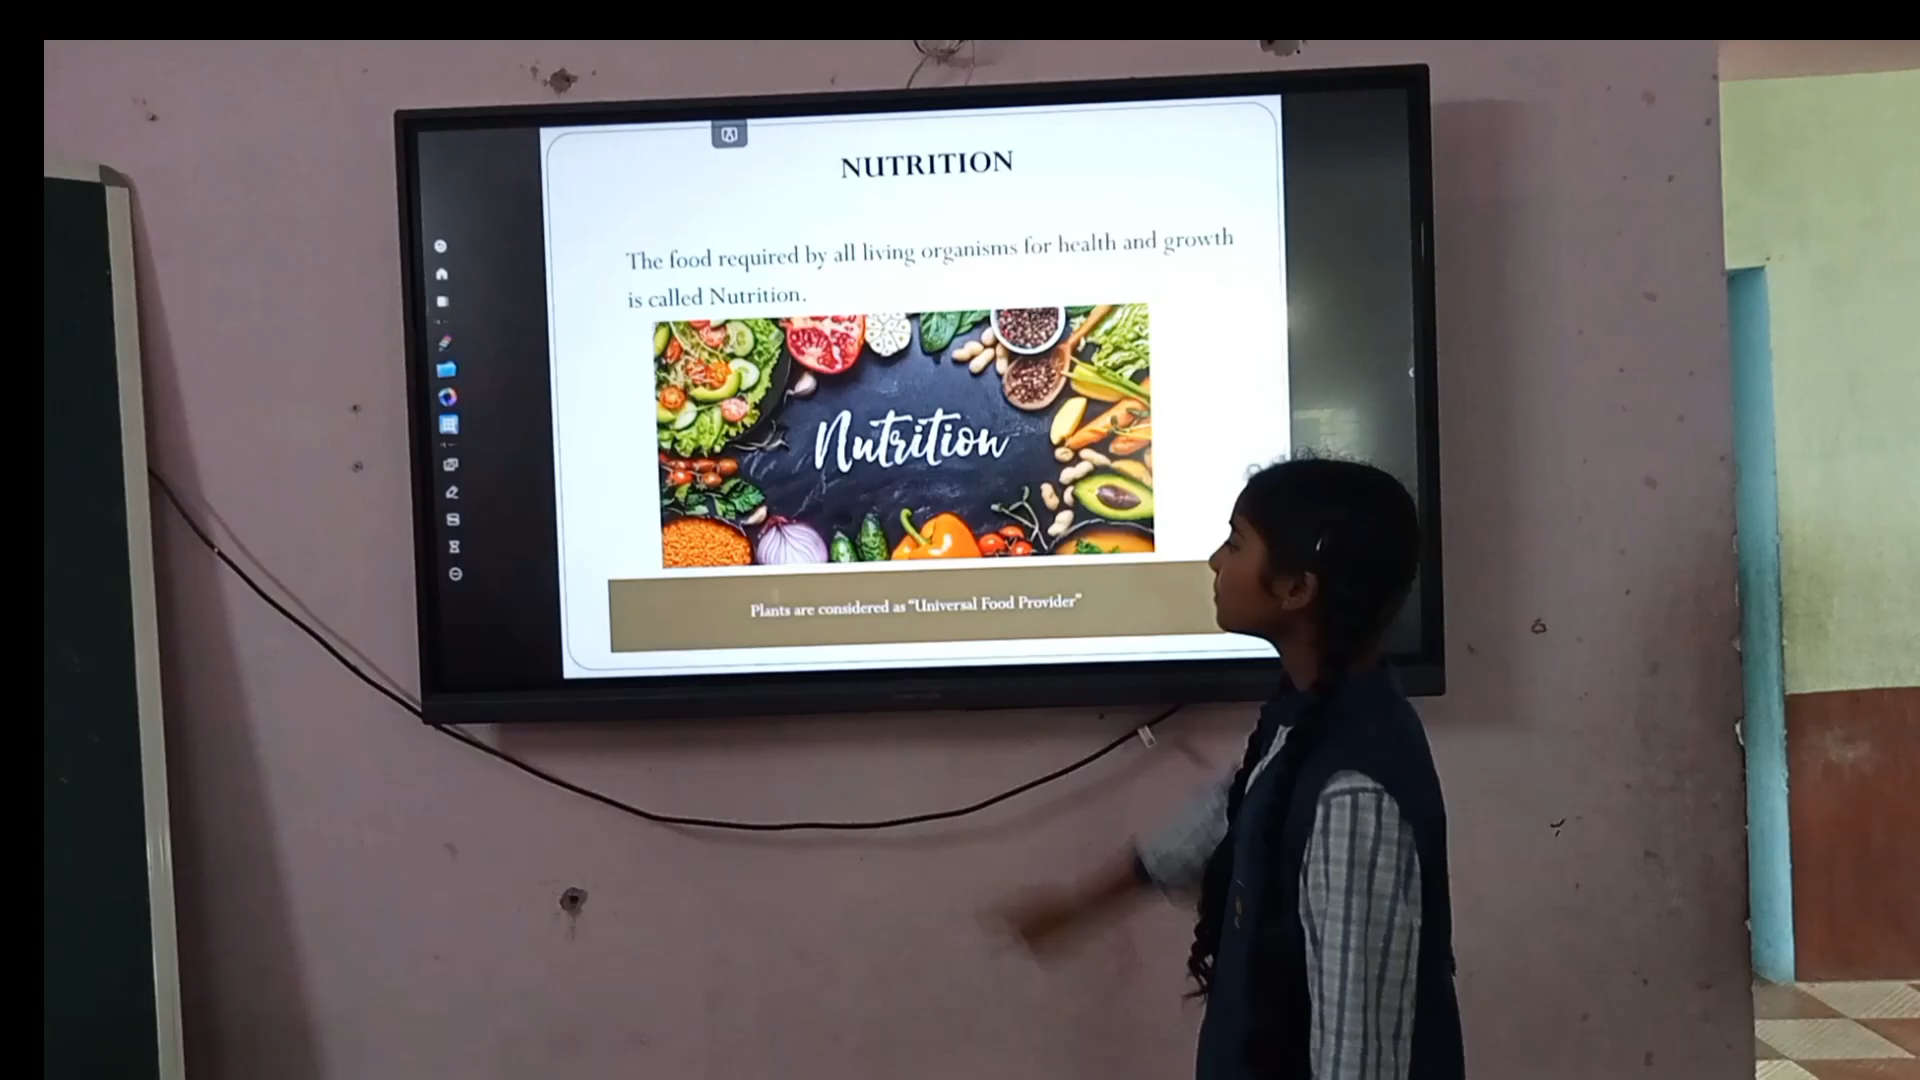 NUTRITION
The food required by all living organisms for health and growth
is called Nutrition.
Nutrition
Plants are considered as “Universal Food Provider”